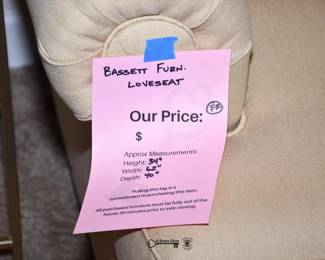 BASSETT FURN.
LOVESEAT
Our Price:
FR
$
Approx Measurements:
Height: 34"
Width: 62"
Depth: 40"
Pulling this tag is a
commitment to purchasing this item.
All purchased furniture must be fully out of the
house 30 minutes prior to sale closing.